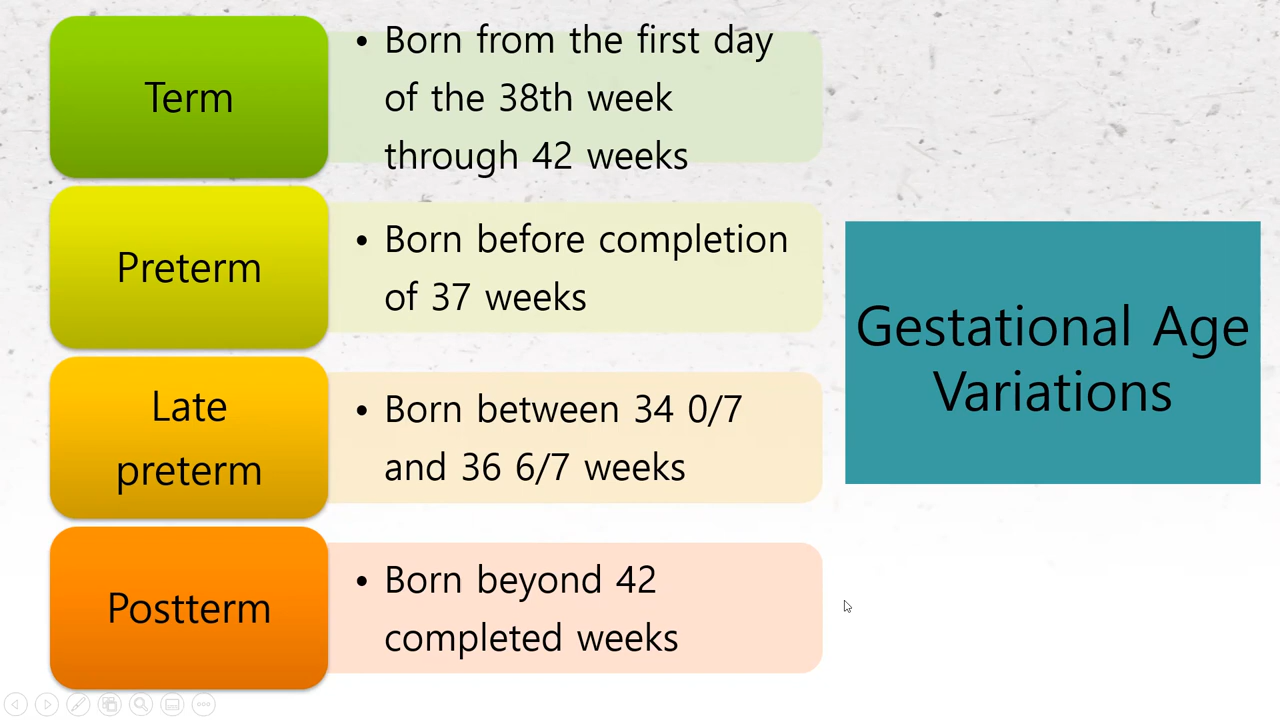 Term
• Born from the first day
of the 38th week
through 42 weeks
Preterm
• Born before completion
of 37 weeks
Late
preterm
• Born between 34 0/7
and 36 6/7 weeks
Postterm
• Born beyond 42
completed weeks
Gestational Age
Variations